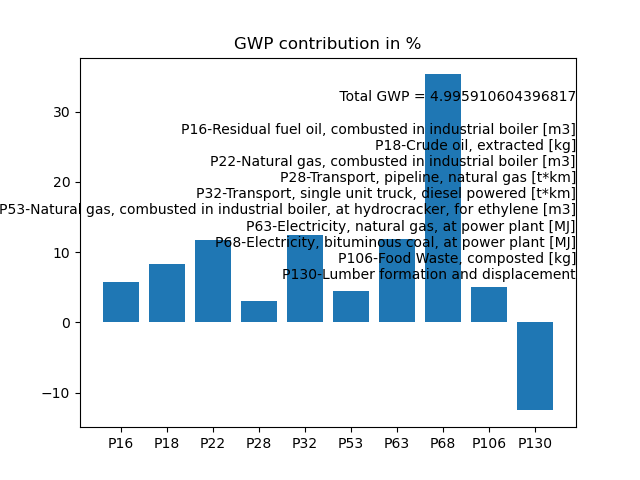 GWP contribution in %
Total GWP = 4.995910604396817
P16-Residual fuel oil, combusted in industrial boiler [m3]
P18-Crude oil, extracted [kg]
P22-Natural gas, combusted in industrial boiler [m3]
P28-Transport, pipeline, natural gas [t*km]
P32-Transport, single unit truck, diesel powered [t*km]
P53-Natural gas, combusted in industrial boiler, at hydrocracker, for ethylene [m3]
P63-Electricity, natural gas, at power plant [MJ]
P68-Electricity, bituminous coal, at power plant [MJ]
P106-Food Waste, composted [kg]
P130-Lumber formation and displacement
30
20
10
0
−10
P16 P18 P22 P28 P32 P53 P63 P68 P106 P130